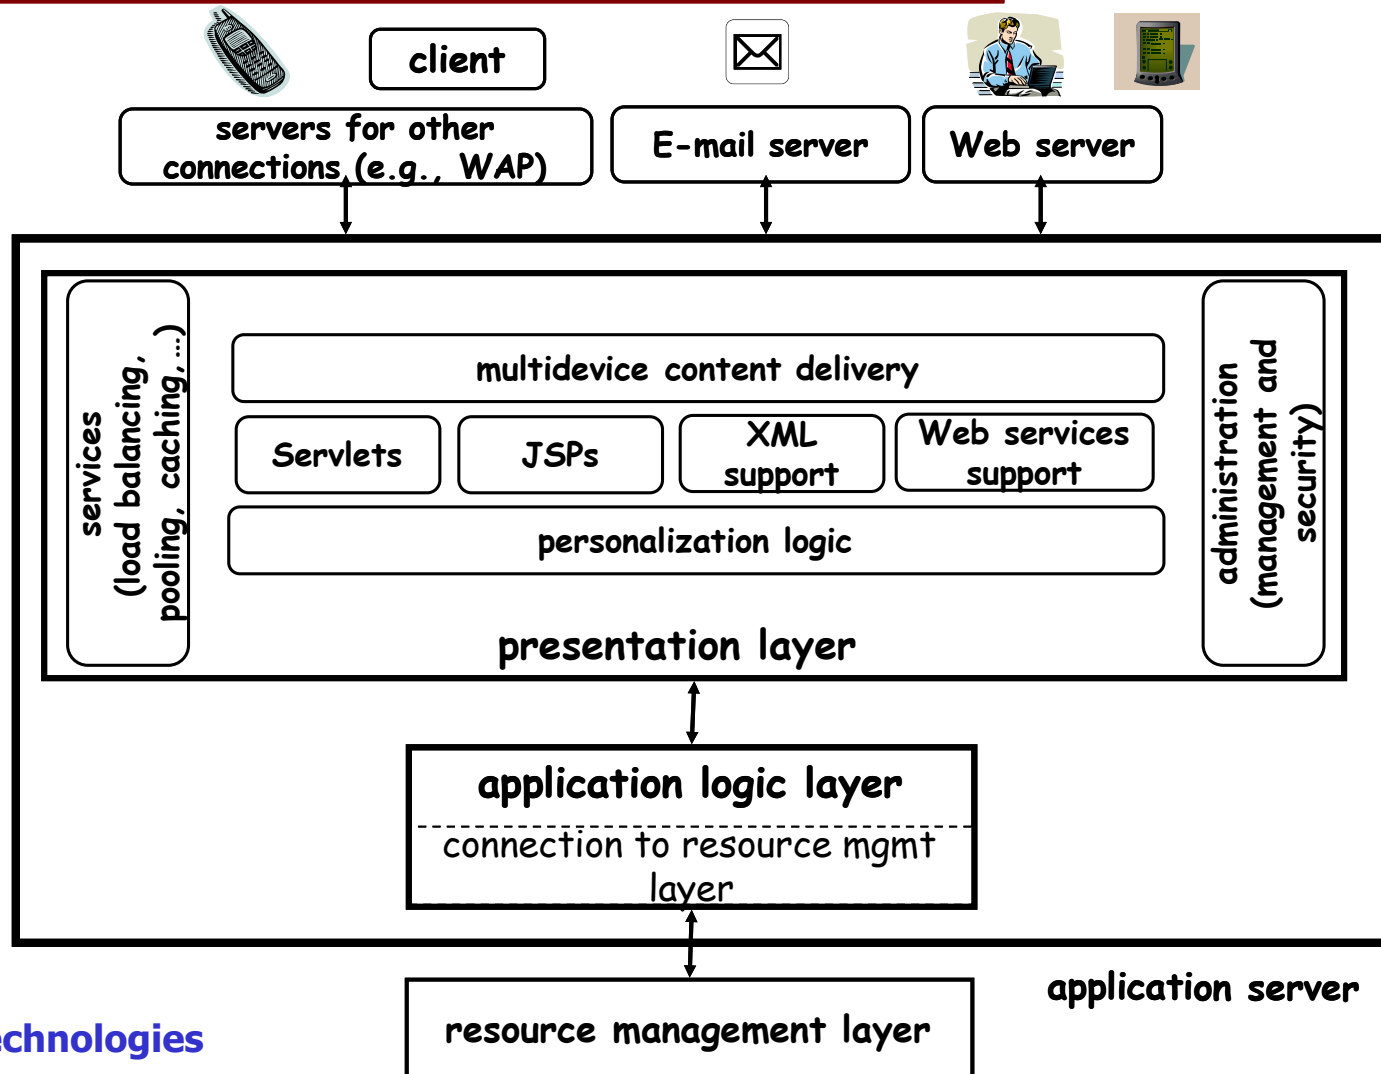 client
servers for other
connections (e.g., WAP)
E-mail server
Web server
services
(load balancing,
pooling, caching,...)
multidevice content delivery
Servlets
JSPs
XML
support
Web services
support
personalization logic
administration
(management and
security)
presentation layer
application logic layer
connection to resource mgmt
layer
application server
resource management layer
echnologies